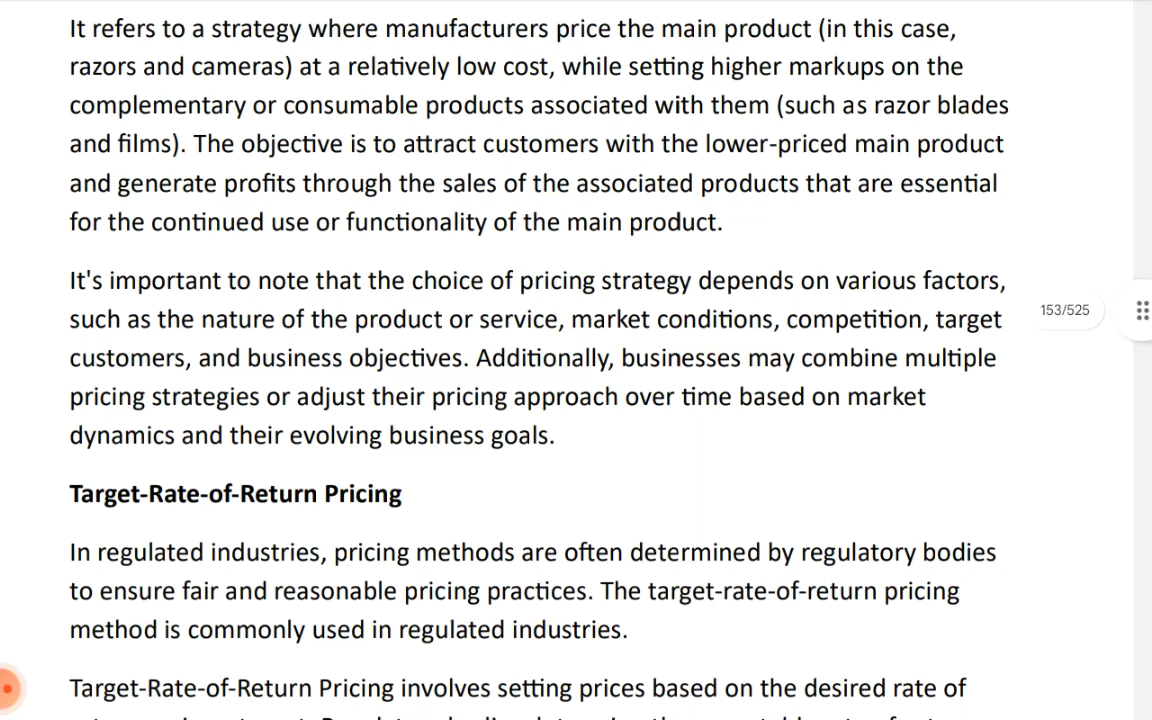 It refers to a strategy where manufacturers price the main product (in this case,
razors and cameras) at a relatively low cost, while setting higher markups on the
complementary or consumable products associated with them (such as razor blades
and films). The objective is to attract customers with the lower-priced main product
and generate profits through the sales of the associated products that are essential
for the continued use or functionality of the main product.
It's important to note that the choice of pricing strategy depends on various factors,
such as the nature of the product or service, market conditions, competition, target
153/525
customers, and business objectives. Additionally, businesses may combine multiple
pricing strategies or adjust their pricing approach over time based on market
dynamics and their evolving business goals.
Target-Rate-of-Return Pricing
In regulated industries, pricing methods are often determined by regulatory bodies
to ensure fair and reasonable pricing practices. The target-rate-of-return pricing
method is commonly used in regulated industries.
Target-Rate-of-Return Pricing involves setting prices based on the desired rate of